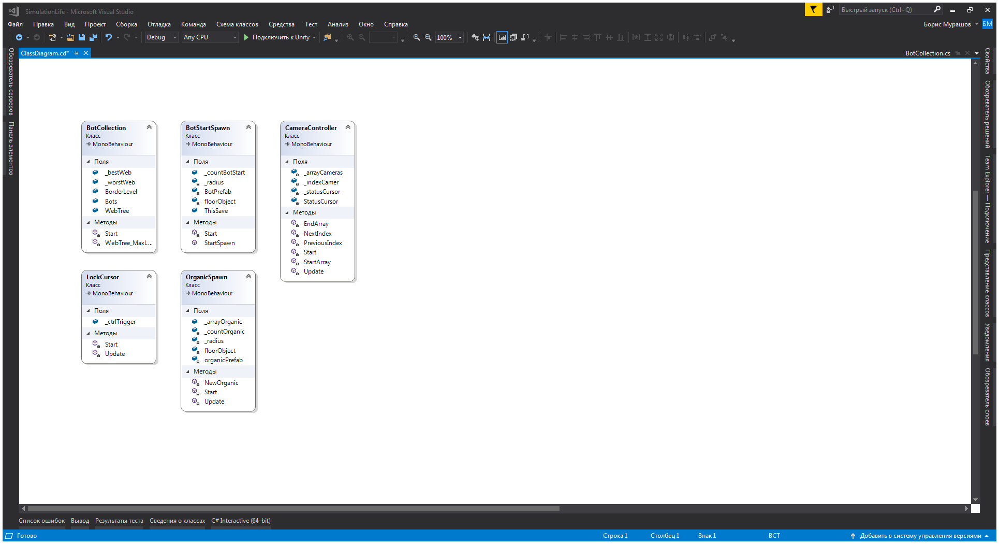 SimulationLife - Microsoft Visual Studio
Быстрый запуск (Ctrl+Q)
Файл Правка Вид Проект Сборка Отладка Команда Схема классов Средства Тест Анализ Окно Справка
Борис Мурашов БМ
Debug Any CPU Подключить к Unity 100%
ClassDiagram.cd*
BotCollection.cs
Обозреватель серверов
Панель элементов
BotCollection
Класс
MonoBehaviour
Поля
_bestWeb
_worstWeb
BorderLevel
Bots
WebTree
Методы
Start
WebTree_MaxL...
BotStartSpawn
Класс
MonoBehaviour
Поля
_countBotStart
_radius
BotPrefab
floorObject
ThisSave
Методы
Start
StartSpawn
CameraController
Класс
MonoBehaviour
Поля
_arrayCameras
_indexCamer
_statusCursor
StatusCursor
Методы
EndArray
NextIndex
PreviousIndex
Start
StartArray
Update
LockCursor
Класс
MonoBehaviour
Поля
_ctrlTrigger
Методы
Start
Update
OrganicSpawn
Класс
MonoBehaviour
Поля
_arrayOrganic
_countOrganic
_radius
floorObject
organicPrefab
Методы
NewOrganic
Start
Update
Свойства
Обозреватель решений
Team Explorer — Подключение
Представление классов
Уведомления
Обозреватель слоев
Список ошибок Вывод Результаты теста Сведения о классах C# Interactive (64-bit)
Готово Строка 1 Столбец 1 Знак 1 ВСТ Добавить в систему управления версиями